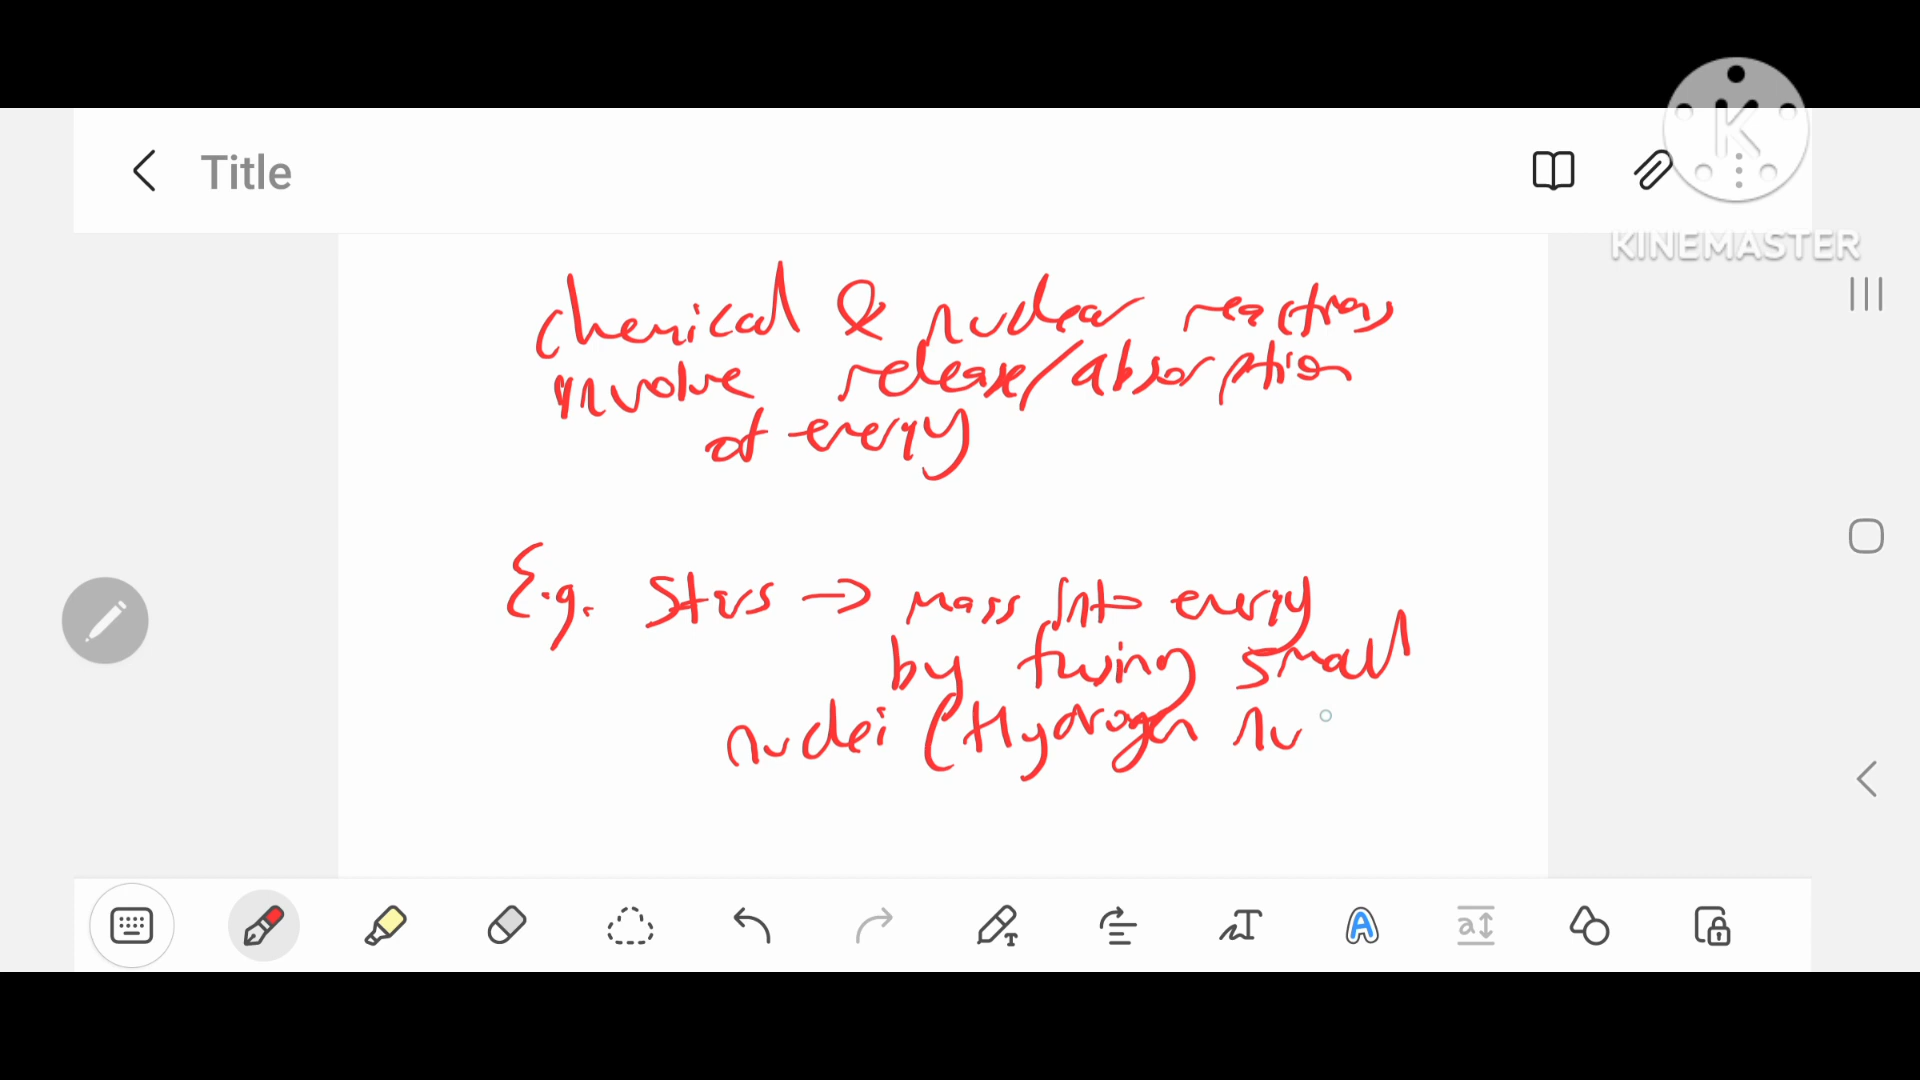 Title
KINEMASTER
chemical & nuclear reactions
involve release/absorption
of energy
E.g. Stars → mass into energy
by fusing small
nuclei (Hydrogen nu